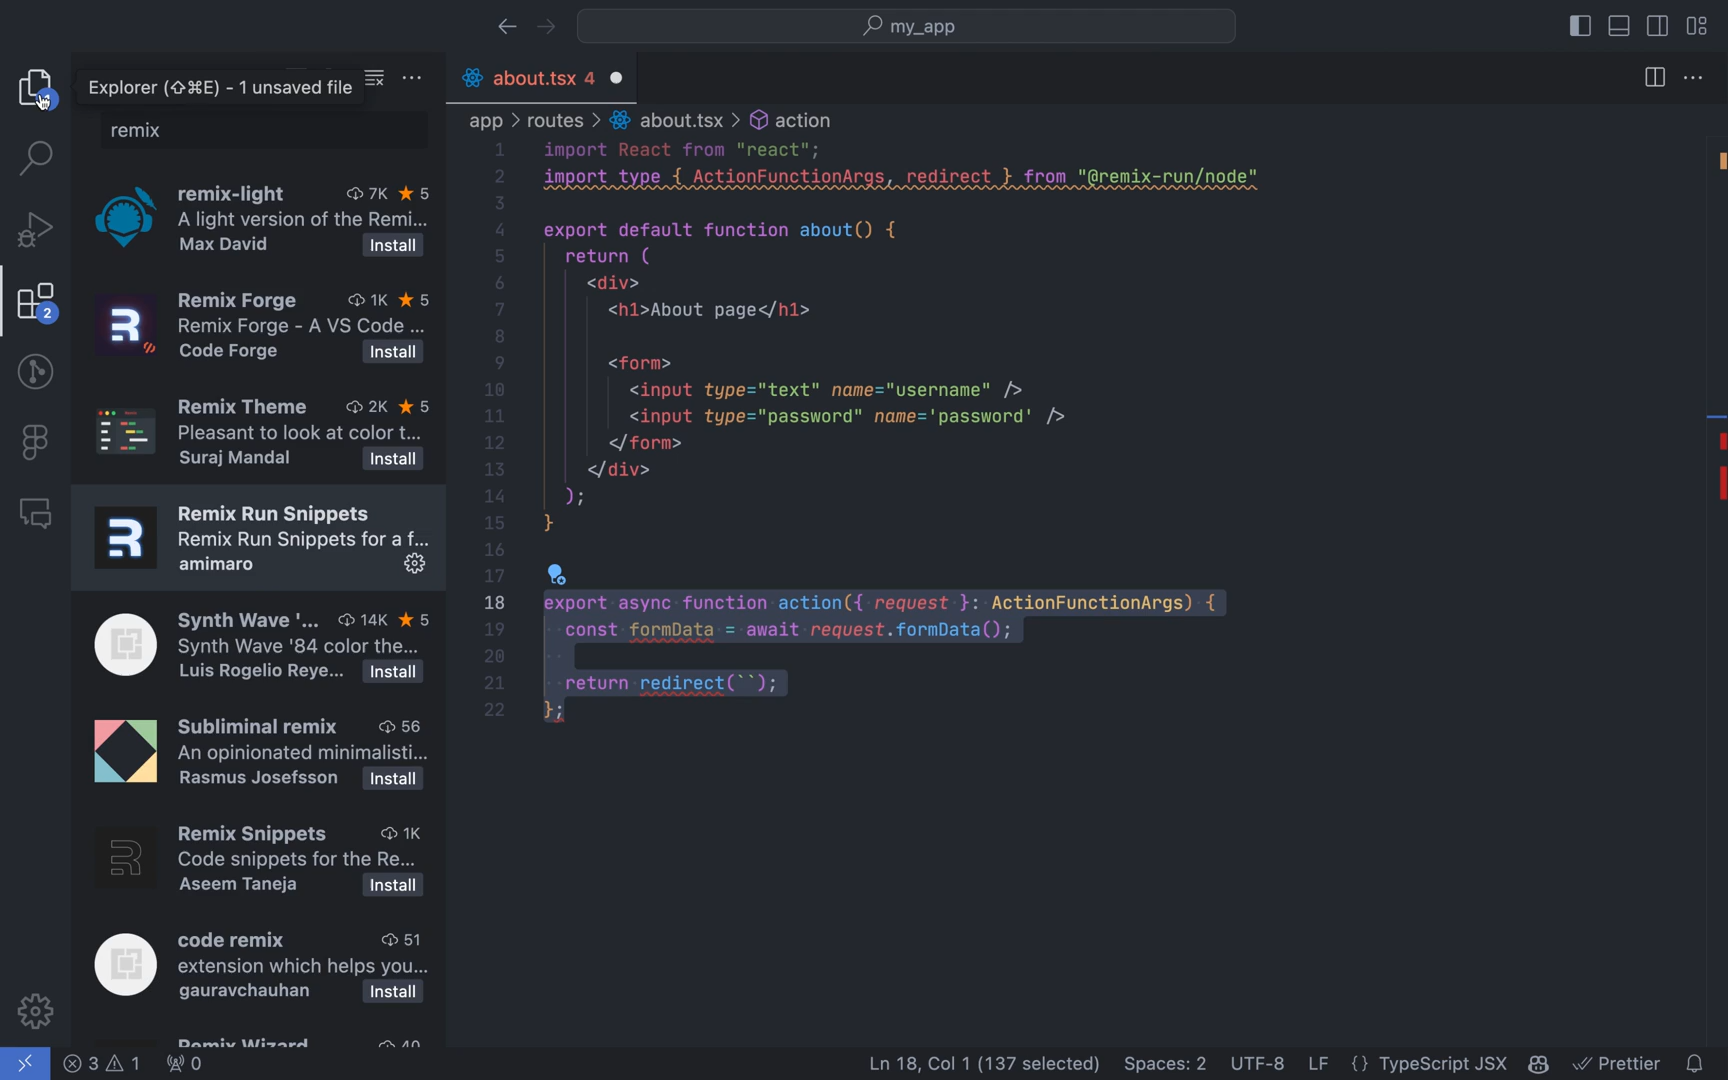 my_app
Explorer (⇧⌘E) - 1 unsaved file
remix
remix-light 7K ★ 5
A light version of the Remi...
Max David Install
Remix Forge 1K ★ 5
Remix Forge - A VS Code ...
Code Forge Install
Remix Theme 2K ★ 5
Pleasant to look at color t...
Suraj Mandal Install
Remix Run Snippets
Remix Run Snippets for a f...
amimaro
Synth Wave '... 14K ★ 5
Synth Wave '84 color the...
Luis Rogelio Reye... Install
Subliminal remix 56
An opinionated minimalisti...
Rasmus Josefsson Install
Remix Snippets 1K
Code snippets for the Re...
Aseem Taneja Install
code remix 51
extension which helps you...
gauravchauhan Install
Remix Wizard 40
2
about.tsx 4
app > routes > about.tsx > action
1 import React from "react";
2 import type { ActionFunctionArgs, redirect } from "@remix-run/node"
3
4 export default function about() {
5 return (
6 <div>
7 <h1>About page</h1>
8
9 <form>
10 <input type="text" name="username" />
11 <input type="password" name='password' />
12 </form>
13 </div>
14 );
15 }
16
17
18 export async function action({ request }: ActionFunctionArgs) {
19 const formData = await request.formData();
20
21 return redirect(``);
22 };
3 1 0 Ln 18, Col 1 (137 selected) Spaces: 2 UTF-8 LF {} TypeScript JSX Prettier